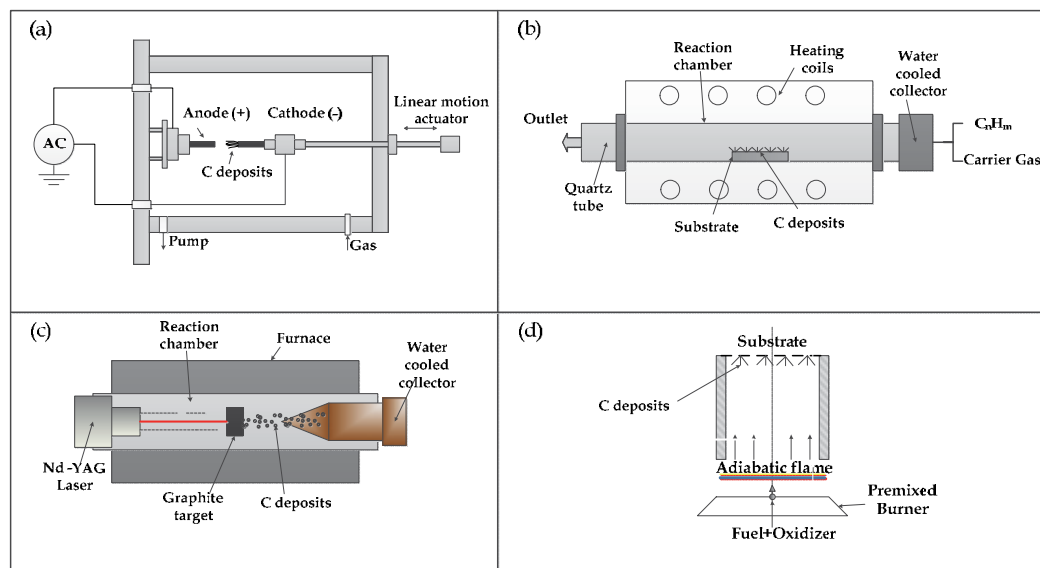 (a)
Anode (+)
Cathode (-)
Linear motion
actuator
AC
C deposits
Pump
Gas
(b)
Reaction
chamber
Heating
coils
Water
cooled
collector
Outlet
CnHm
Carrier Gas
Quartz
tube
Substrate
C deposits
(c)
Reaction
chamber
Furnace
Water
cooled
collector
Nd-YAG
Laser
Graphite
target
C deposits
(d)
Substrate
C deposits
Adiabatic flame
Premixed
Burner
Fuel+Oxidizer